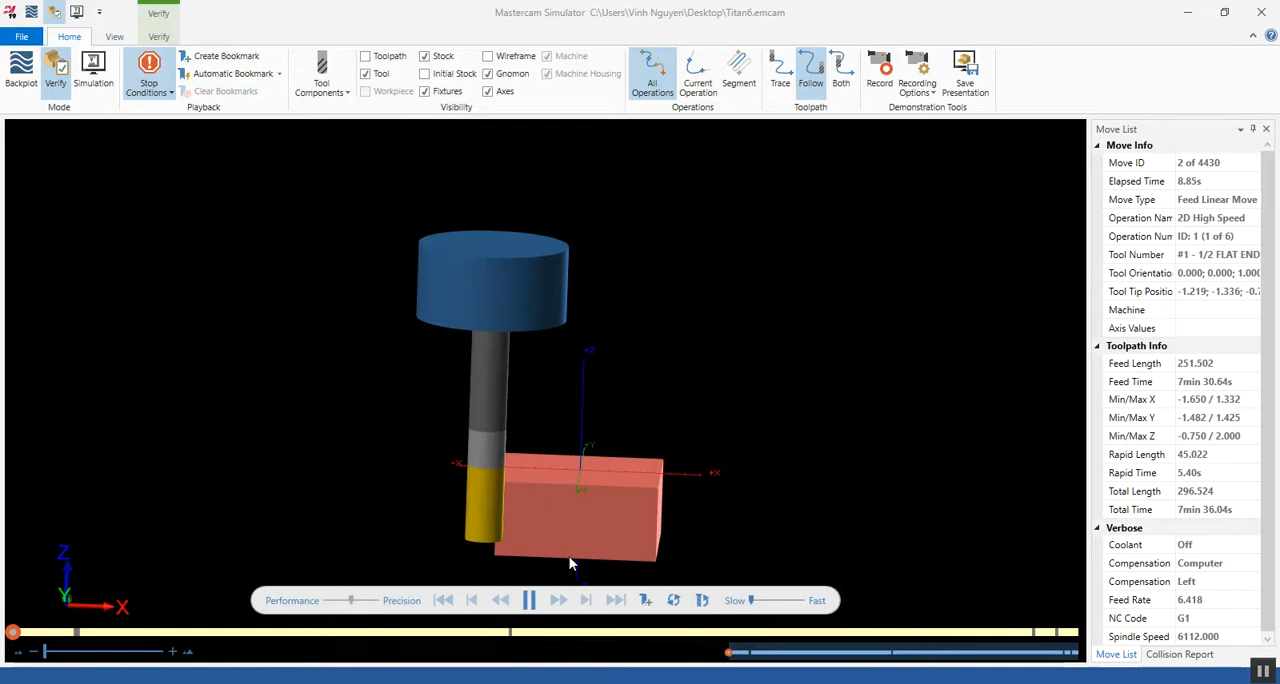 Verify
Mastercam Simulator C:\Users\Vinh Nguyen\Desktop\Titan6.emcam
File Home View Verify
Backplot Verify Simulation
Mode
Stop Conditions
Create Bookmark
Automatic Bookmark
Clear Bookmarks
Playback
Tool Components
Toolpath Stock Wireframe Machine
Tool Initial Stock Gnomon Machine Housing
Workpiece Fixtures Axes
Visibility
All Operations
Current Operation
Segment
Operations
Trace Follow Both
Toolpath
Record
Recording Options
Save Presentation
Demonstration Tools
+Z
+Y
-X
+X
Z
Y
X
Performance Precision Slow Fast
Move List
Move Info
Move ID 2 of 4430
Elapsed Time 8.85s
Move Type Feed Linear Move
Operation Nam 2D High Speed
Operation Num ID: 1 (1 of 6)
Tool Number #1 - 1/2 FLAT END
Tool Orientatio 0.000; 0.000; 1.000
Tool Tip Positio -1.219; -1.336; -0.7
Machine
Axis Values
Toolpath Info
Feed Length 251.502
Feed Time 7min 30.64s
Min/Max X -1.650 / 1.332
Min/Max Y -1.482 / 1.425
Min/Max Z -0.750 / 2.000
Rapid Length 45.022
Rapid Time 5.40s
Total Length 296.524
Total Time 7min 36.04s
Verbose
Coolant Off
Compensation Computer
Compensation Left
Feed Rate 6.418
NC Code G1
Spindle Speed 6112.000
Move List Collision Report